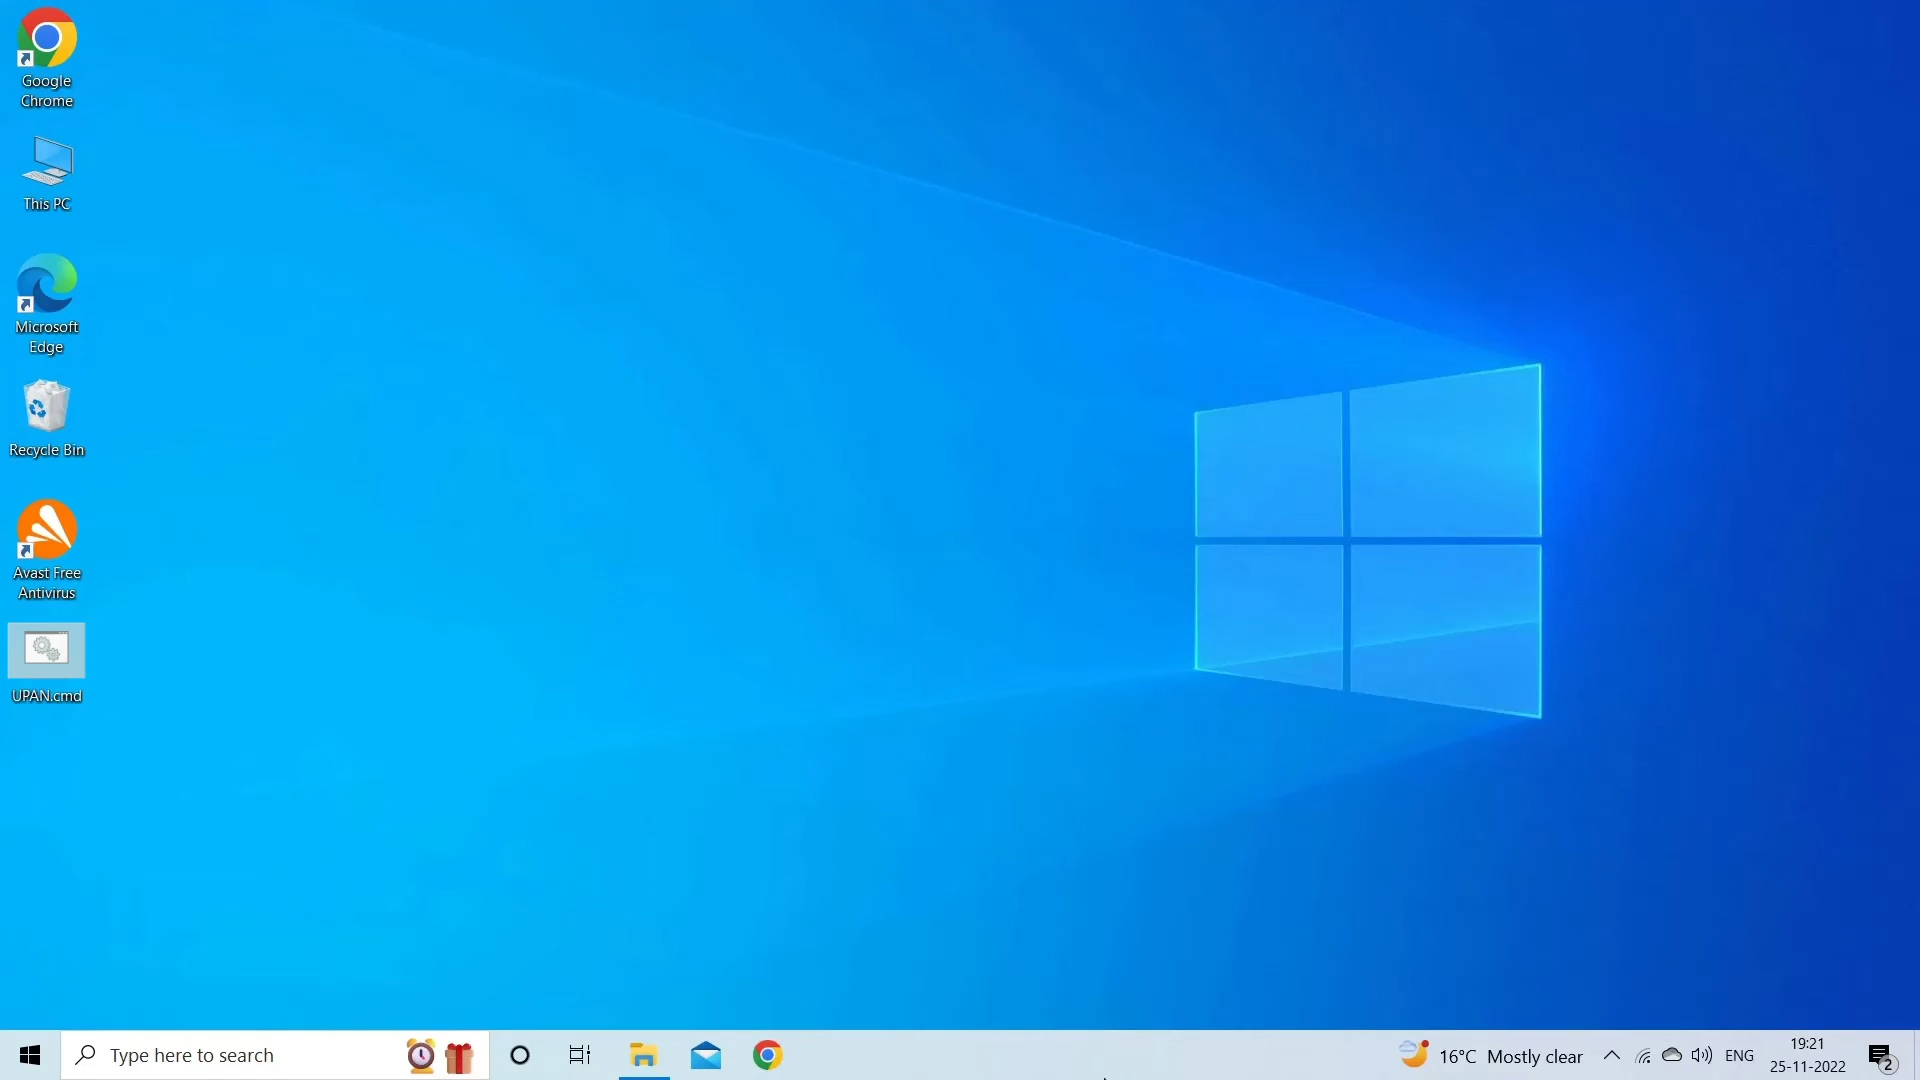 Google
Chrome
This PC
Microsoft
Edge
Recycle Bin
Avast Free
Antivirus
UPAN.cmd
Type here to search
16°C Mostly clear
ENG
19:21
25-11-2022
2